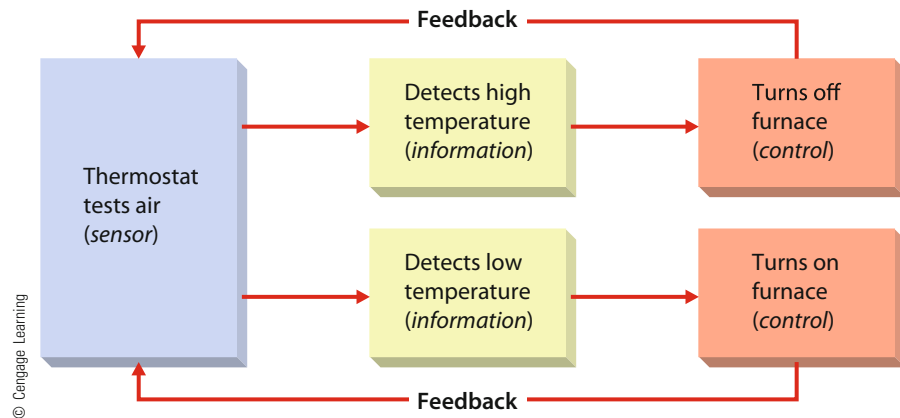 Feedback
Thermostat
tests air
(sensor)
Detects high
temperature
(information)
Turns off
furnace
(control)
Detects low
temperature
(information)
Turns on
furnace
(control)
Feedback
© Cengage Learning